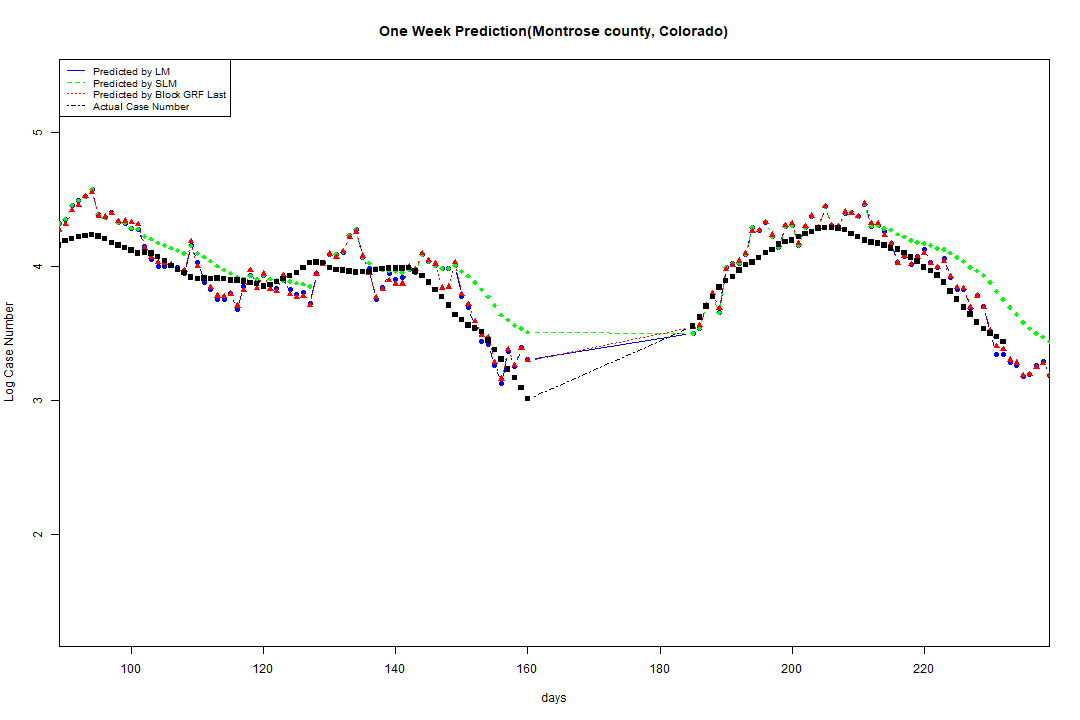 One Week Prediction(Montrose county, Colorado)
Predicted by LM
Predicted by SLM
Predicted by Block GRF Last
Actual Case Number
5
4
3
2
Log Case Number
100 120 140 160 180 200 220
days